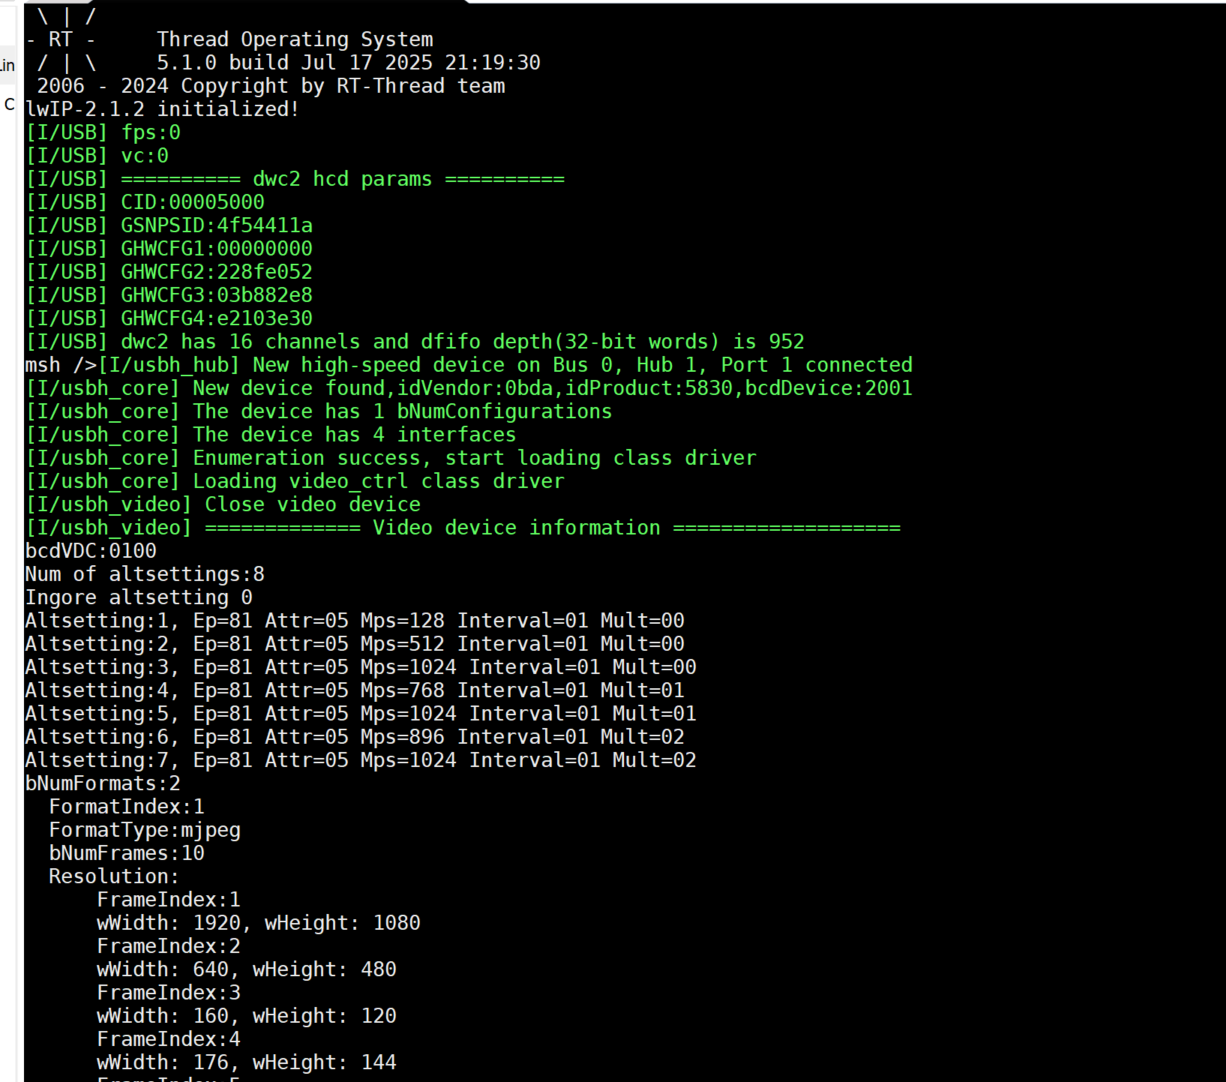 \ | /
- RT -     Thread Operating System
 / | \     5.1.0 build Jul 17 2025 21:19:30
 2006 - 2024 Copyright by RT-Thread team
lwIP-2.1.2 initialized!
[I/USB] fps:0
[I/USB] vc:0
[I/USB] ========== dwc2 hcd params ==========
[I/USB] CID:00005000
[I/USB] GSNPSID:4f54411a
[I/USB] GHWCFG1:00000000
[I/USB] GHWCFG2:228fe052
[I/USB] GHWCFG3:03b882e8
[I/USB] GHWCFG4:e2103e30
[I/USB] dwc2 has 16 channels and dfifo depth(32-bit words) is 952
msh />[I/usbh_hub] New high-speed device on Bus 0, Hub 1, Port 1 connected
[I/usbh_core] New device found,idVendor:0bda,idProduct:5830,bcdDevice:2001
[I/usbh_core] The device has 1 bNumConfigurations
[I/usbh_core] The device has 4 interfaces
[I/usbh_core] Enumeration success, start loading class driver
[I/usbh_core] Loading video_ctrl class driver
[I/usbh_video] Close video device
[I/usbh_video] ============= Video device information ===================
bcdVDC:0100
Num of altsettings:8
Ingore altsetting 0
Altsetting:1, Ep=81 Attr=05 Mps=128 Interval=01 Mult=00
Altsetting:2, Ep=81 Attr=05 Mps=512 Interval=01 Mult=00
Altsetting:3, Ep=81 Attr=05 Mps=1024 Interval=01 Mult=00
Altsetting:4, Ep=81 Attr=05 Mps=768 Interval=01 Mult=01
Altsetting:5, Ep=81 Attr=05 Mps=1024 Interval=01 Mult=01
Altsetting:6, Ep=81 Attr=05 Mps=896 Interval=01 Mult=02
Altsetting:7, Ep=81 Attr=05 Mps=1024 Interval=01 Mult=02
bNumFormats:2
  FormatIndex:1
  FormatType:mjpeg
  bNumFrames:10
  Resolution:
      FrameIndex:1
      wWidth: 1920, wHeight: 1080
      FrameIndex:2
      wWidth: 640, wHeight: 480
      FrameIndex:3
      wWidth: 160, wHeight: 120
      FrameIndex:4
      wWidth: 176, wHeight: 144